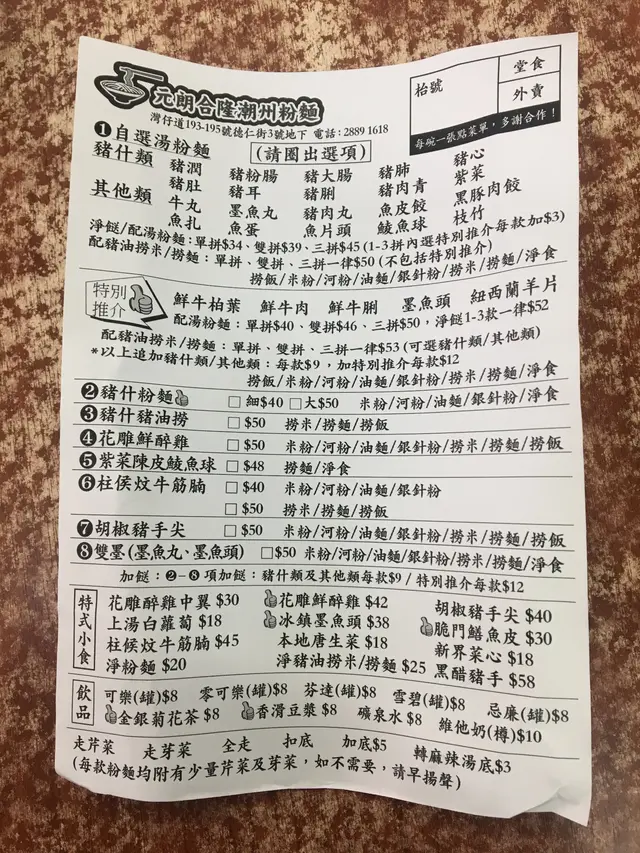 元朗合隆潮州粉麵
灣仔道193-195號德仁街3號地下 電話：2889 1618
枱號
堂食
外賣
每碗一張點菜單，多謝合作！
❶自選湯粉麵 (請圈出選項)
豬什類 豬潤 豬粉腸 豬大腸 豬肺 豬心
豬肚 豬耳 豬脷 豬肉青 紫菜
其他類 牛丸 墨魚丸 豬肉丸 魚皮餃 黑豚肉餃
魚扎 魚蛋 魚片頭 鯪魚球 枝竹
淨餸/配湯粉麵：單拼$34、雙拼$39、三拼$45 (1-3拼內選特別推介每款加$3)
配豬油撈米/撈麵：單拼、雙拼、三拼一律$50 (不包括特別推介)
撈飯/米粉/河粉/油麵/銀針粉/撈米/撈麵/淨食
特別推介
鮮牛柏葉 鮮牛肉 鮮牛脷 墨魚頭 紐西蘭羊片
配湯粉麵：單拼$40、雙拼$46、三拼$50，淨餸1-3款一律$52
配豬油撈米/撈麵：單拼、雙拼、三拼一律$53 (可選豬什類/其他類)
*以上追加豬什類/其他類：每款$9，加特別推介每款$12
撈飯/米粉/河粉/油麵/銀針粉/撈米/撈麵/淨食
❷豬什粉麵 □ 細$40 □ 大$50 米粉/河粉/油麵/銀針粉/撈米/撈麵/淨食
❸豬什豬油撈 □ $50 撈米/撈麵/撈飯
❹花雕鮮醉雞 □ $50 米粉/河粉/油麵/銀針粉/撈米/撈麵/撈飯
❺紫菜陳皮鯪魚球 □ $48 撈麵/淨食
❻柱侯炆牛筋腩 □ $40 米粉/河粉/油麵/銀針粉
□ $50 撈米/撈麵/撈飯
❼胡椒豬手尖 □ $50 米粉/河粉/油麵/銀針粉/撈米/撈麵/撈飯
❽雙墨(墨魚丸、墨魚頭) □ $50 米粉/河粉/油麵/銀針粉/撈米/撈麵/淨食
加餸：❷-❽項加餸：豬什類及其他類每款$9 / 特別推介每款$12
特式小食
花雕醉雞中翼 $30 花雕鮮醉雞 $42 胡椒豬手尖 $40
上湯白蘿蔔 $18 冰鎮墨魚頭 $38 脆門鱔魚皮 $30
柱侯炆牛筋腩 $45 本地唐生菜 $18 新界菜心 $18
淨粉麵 $20 淨豬油撈米/撈麵 $25 黑醋豬手 $58
飲品
可樂(罐)$8 零可樂(罐)$8 芬達(罐)$8 雪碧(罐)$8 忌廉(罐)$8
金銀菊花茶 $8 香滑豆漿 $8 礦泉水 $8 維他奶(樽)$10
走芹菜 走芽菜 全走 扣底 加底$5 轉麻辣湯底$3
(每款粉麵均附有少量芹菜及芽菜，如不需要，請早揚聲)